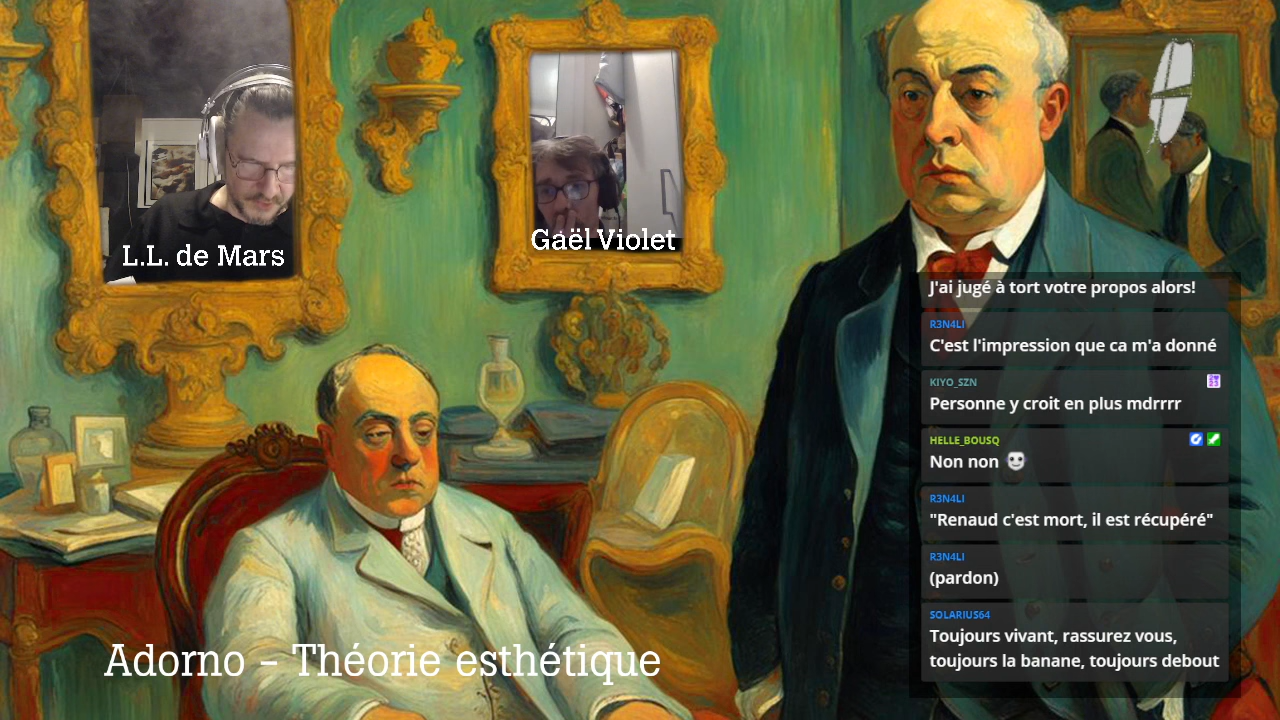 L.L. de Mars
Gaël Violet
J'ai jugé à tort votre propos alors!
R3N4LI
C'est l'impression que ca m'a donné
KIYO_SZN
Personne y croit en plus mdrrrr
HELLE_BOUSQ
Non non
R3N4LI
"Renaud c'est mort, il est récupéré"
R3N4LI
(pardon)
SOLARIUS64
Toujours vivant, rassurez vous,
toujours la banane, toujours debout
Adorno – Théorie esthétique